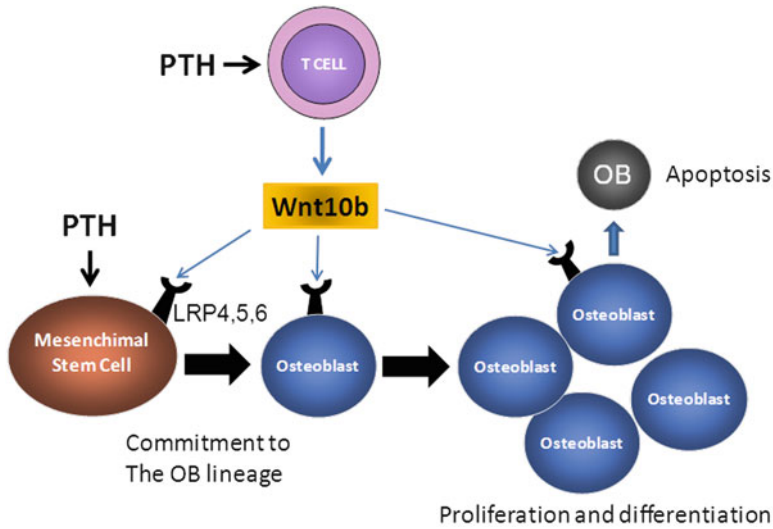 PTH
T CELL
OB
Apoptosis
Wnt10b
PTH
LRP4,5,6
Mesenchimal
Stem Cell
Osteoblast
Osteoblast
Osteoblast
Osteoblast
Osteoblast
Commitment to
The OB lineage
Proliferation and differentiation